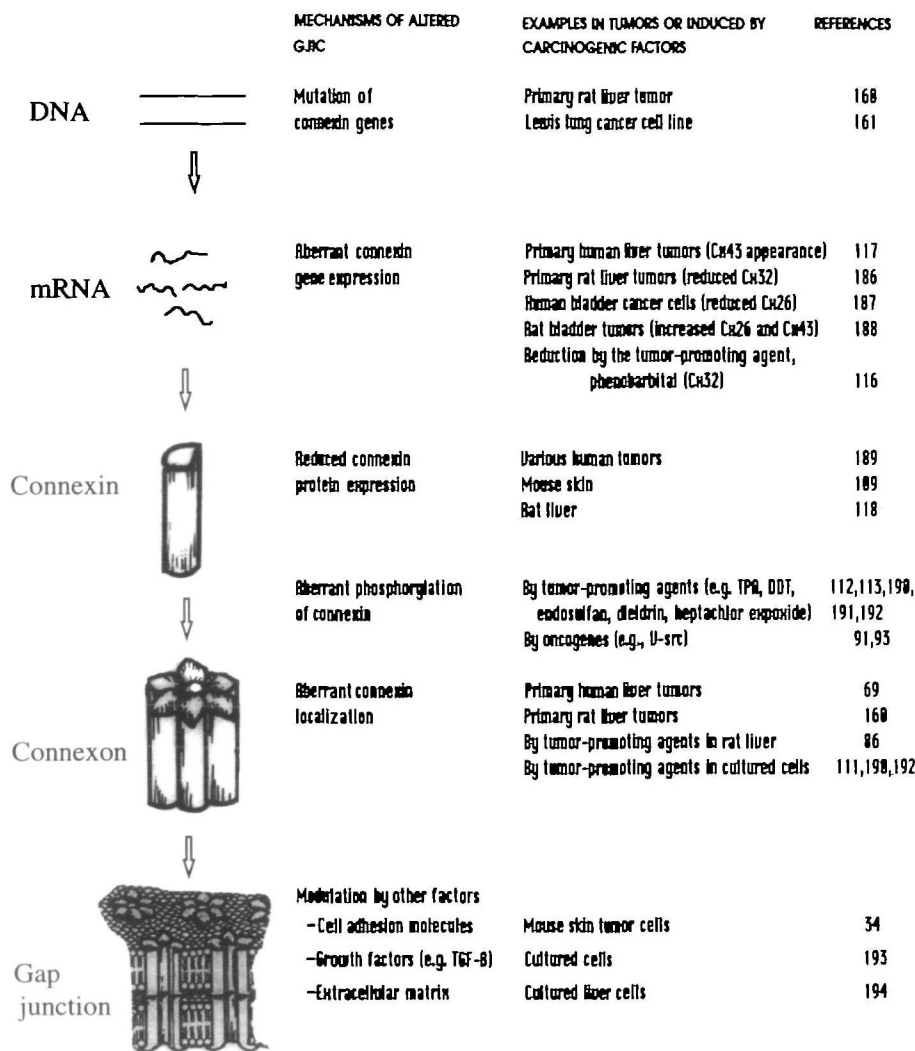 MECHANISMS OF ALTERED GJIC EXAMPLES IN TUMORS OR INDUCED BY CARCINOGENIC FACTORS REFERENCES
DNA
Mutation of Primary rat liver tumor 160
connexin genes Lewis lung cancer cell line 161
mRNA
Aberrant connexin Primary human liver tumors (Cx43 appearance) 117
gene expression Primary rat liver tumors (reduced Cx32) 186
Human bladder cancer cells (reduced Cx26) 187
Rat bladder tumors (increased Cx26 and Cx43) 188
Reduction by the tumor-promoting agent,
phenobarbital (Cx32) 116
Connexin
Reduced connexin Various human tumors 189
protein expression Mouse skin 109
Rat liver 118
Aberrant phosphorylation By tumor-promoting agents (e.g. TPA, DDT, 112,113,190,
of connexin endosulfan, dieldrin, heptachlor expoxide) 191,192
By oncogenes (e.g., V-src) 91,93
Connexon
Aberrant connexin Primary human liver tumors 69
localization Primary rat liver tumors 160
By tumor-promoting agents in rat liver 86
By tumor-promoting agents in cultured cells 111,190,192
Gap
junction
Modulation by other factors
-Cell adhesion molecules Mouse skin tumor cells 34
-Growth factors (e.g. TGF-B) Cultured cells 193
-Extracellular matrix Cultured liver cells 194